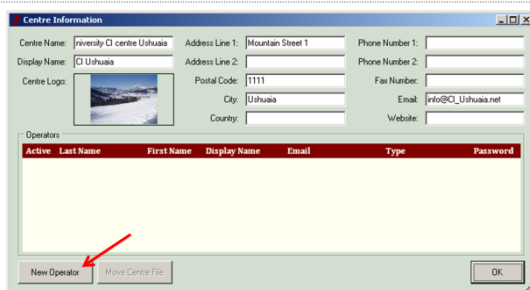 Centre Information
Centre Name: niversity CI centre Ushuaia Address Line 1: Mountain Street 1 Phone Number 1:
Display Name: CI Ushuaia Address Line 2: Phone Number 2:
Centre Logo: Postal Code: 1111 Fax Number:
City: Ushuaia Email: info@CI_Ushuaia.net
Country: Website:
Operators
Active Last Name First Name Display Name Email Type Password
New Operator Move Centre File OK